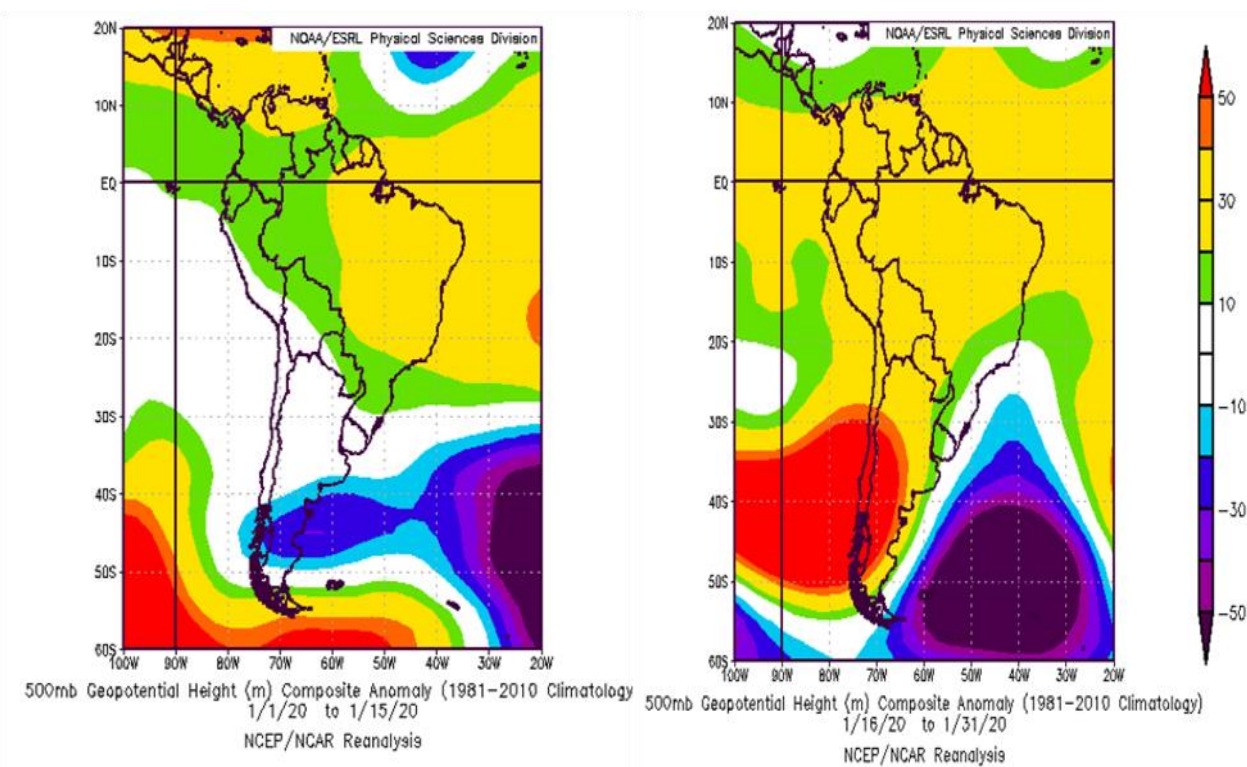 NOAA/ESRL Physical Sciences Division
20N
10N
EQ
10S
20S
30S
40S
50S
60S
100W 90W 80W 70W 60W 50W 40W 30W 20W
500mb Geopotential Height (m) Composite Anomaly (1981-2010 Climatology
1/1/20 to 1/15/20
NCEP/NCAR Reanalysis
NOAA/ESRL Physical Sciences Division
20N
10N
EQ
10S
20S
30S
40S
50S
60S
100W 90W 80W 70W 60W 50W 40W 30W 20W
500mb Geopotential Height (m) Composite Anomaly (1981-2010 Climatology)
1/16/20 to 1/31/20
NCEP/NCAR Reanalysis
50
30
10
-10
-30
-50